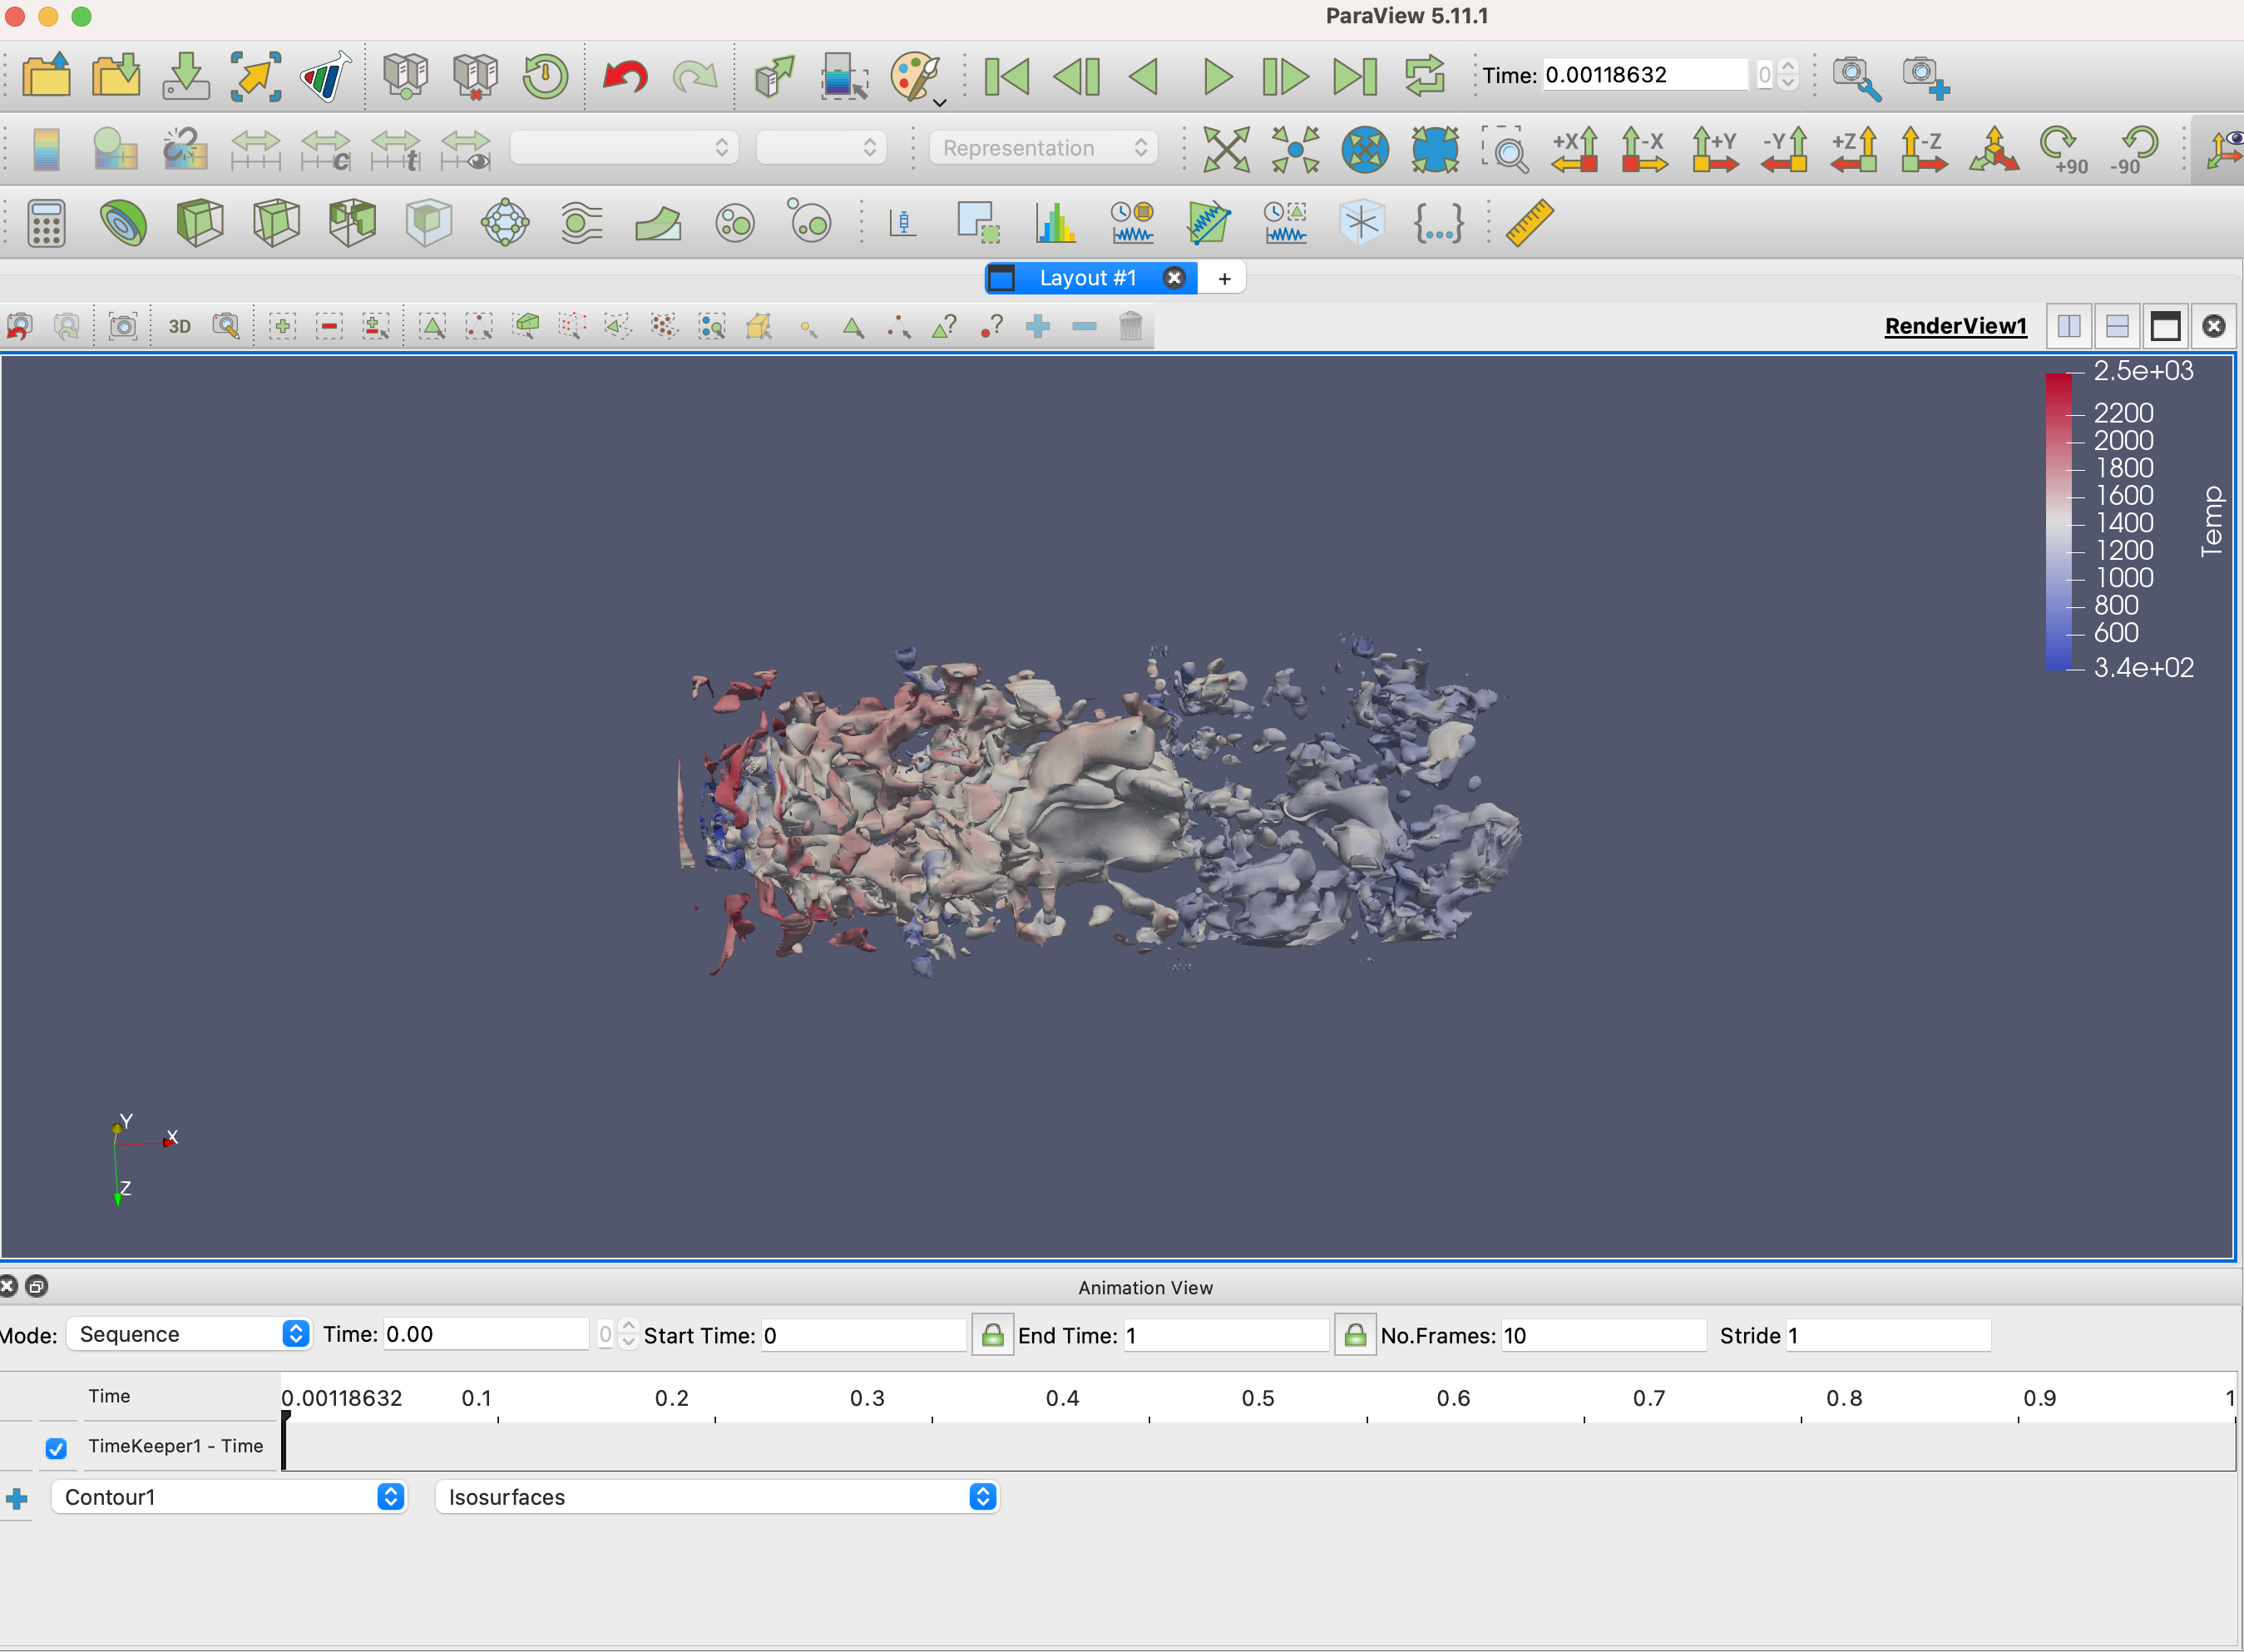 ParaView 5.11.1
Time: 0.00118632 0
c t Representation +X -X +Y -Y +Z -Z +90 -90
{...}
Layout #1 +
3D ? ? RenderView1
2.5e+03
2200
2000
1800
1600
1400
1200
1000
800
600
3.4e+02
Temp
Y
X
Z
Animation View
Mode: Sequence Time: 0.00 0 Start Time: 0 End Time: 1 No.Frames: 10 Stride 1
Time 0.00118632 0.1 0.2 0.3 0.4 0.5 0.6 0.7 0.8 0.9 1
TimeKeeper1 - Time
Contour1 Isosurfaces